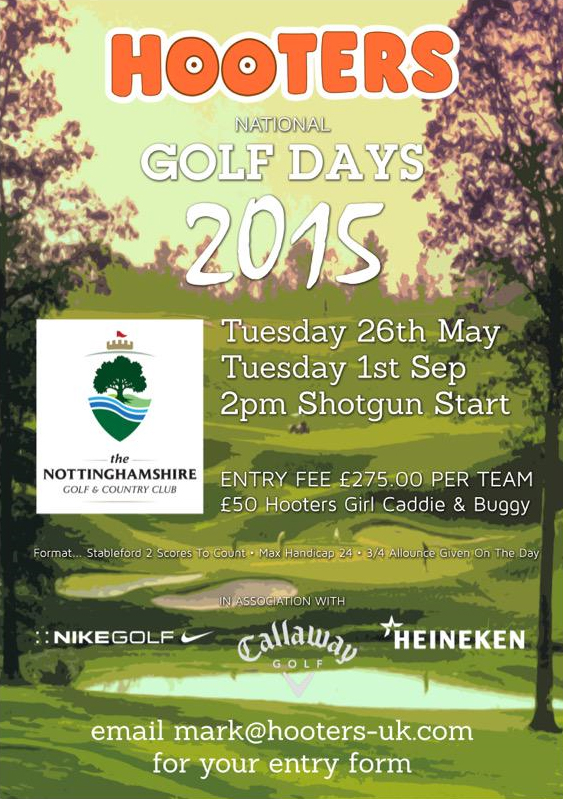 HOOTERS
NATIONAL
GOLF DAYS
2015
Tuesday 26th May
Tuesday 1st Sep
2pm Shotgun Start
the
NOTTINGHAMSHIRE
GOLF & COUNTRY CLUB
ENTRY FEE £275.00 PER TEAM
£50 Hooters Girl Caddie & Buggy
Format... Stableford 2 Scores To Count • Max Handicap 24 • 3/4 Allounce Given On The Day
IN ASSOCIATION WITH
NIKEGOLF
Callaway
GOLF
HEINEKEN
email mark@hooters-uk.com
for your entry form